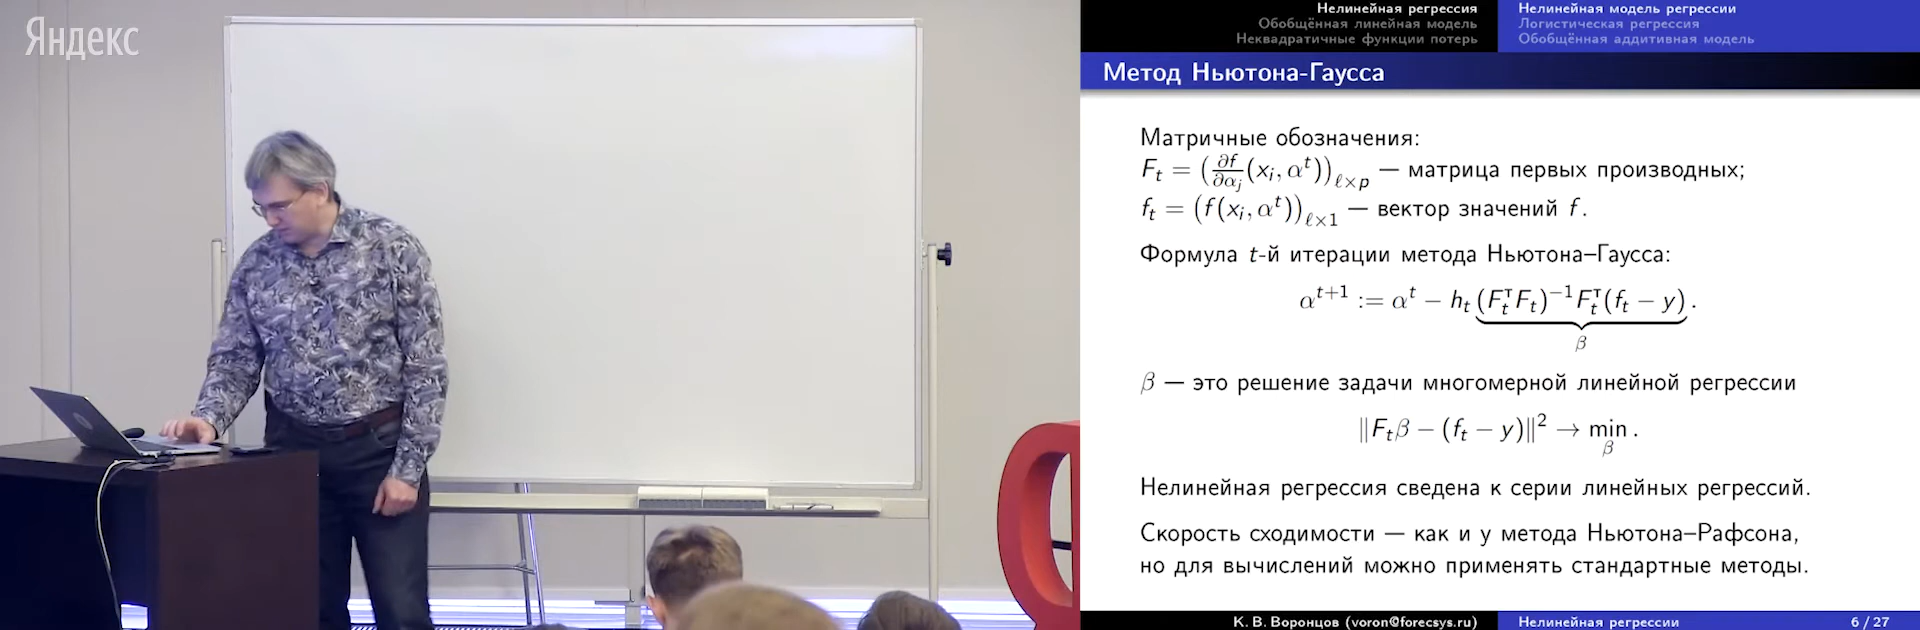 Яндекс
Нелинейная регрессия
Обобщённая линейная модель
Неквадратичные функции потерь
Нелинейная модель регрессии
Логистическая регрессия
Обобщённая аддитивная модель
Метод Ньютона-Гаусса
Матричные обозначения:
F_t = (∂f/∂α_j (x_i, α^t))_{ℓ×p} — матрица первых производных;
f_t = (f(x_i, α^t))_{ℓ×1} — вектор значений f.
Формула t-й итерации метода Ньютона–Гаусса:
α^{t+1} := α^t − h_t (F_t^т F_t)^{−1} F_t^т (f_t − y).
β
β — это решение задачи многомерной линейной регрессии
‖F_t β − (f_t − y)‖² → min_β.
Нелинейная регрессия сведена к серии линейных регрессий.
Скорость сходимости — как и у метода Ньютона–Рафсона,
но для вычислений можно применять стандартные методы.
К. В. Воронцов (voron@forecsys.ru)
Нелинейная регрессии
6 / 27